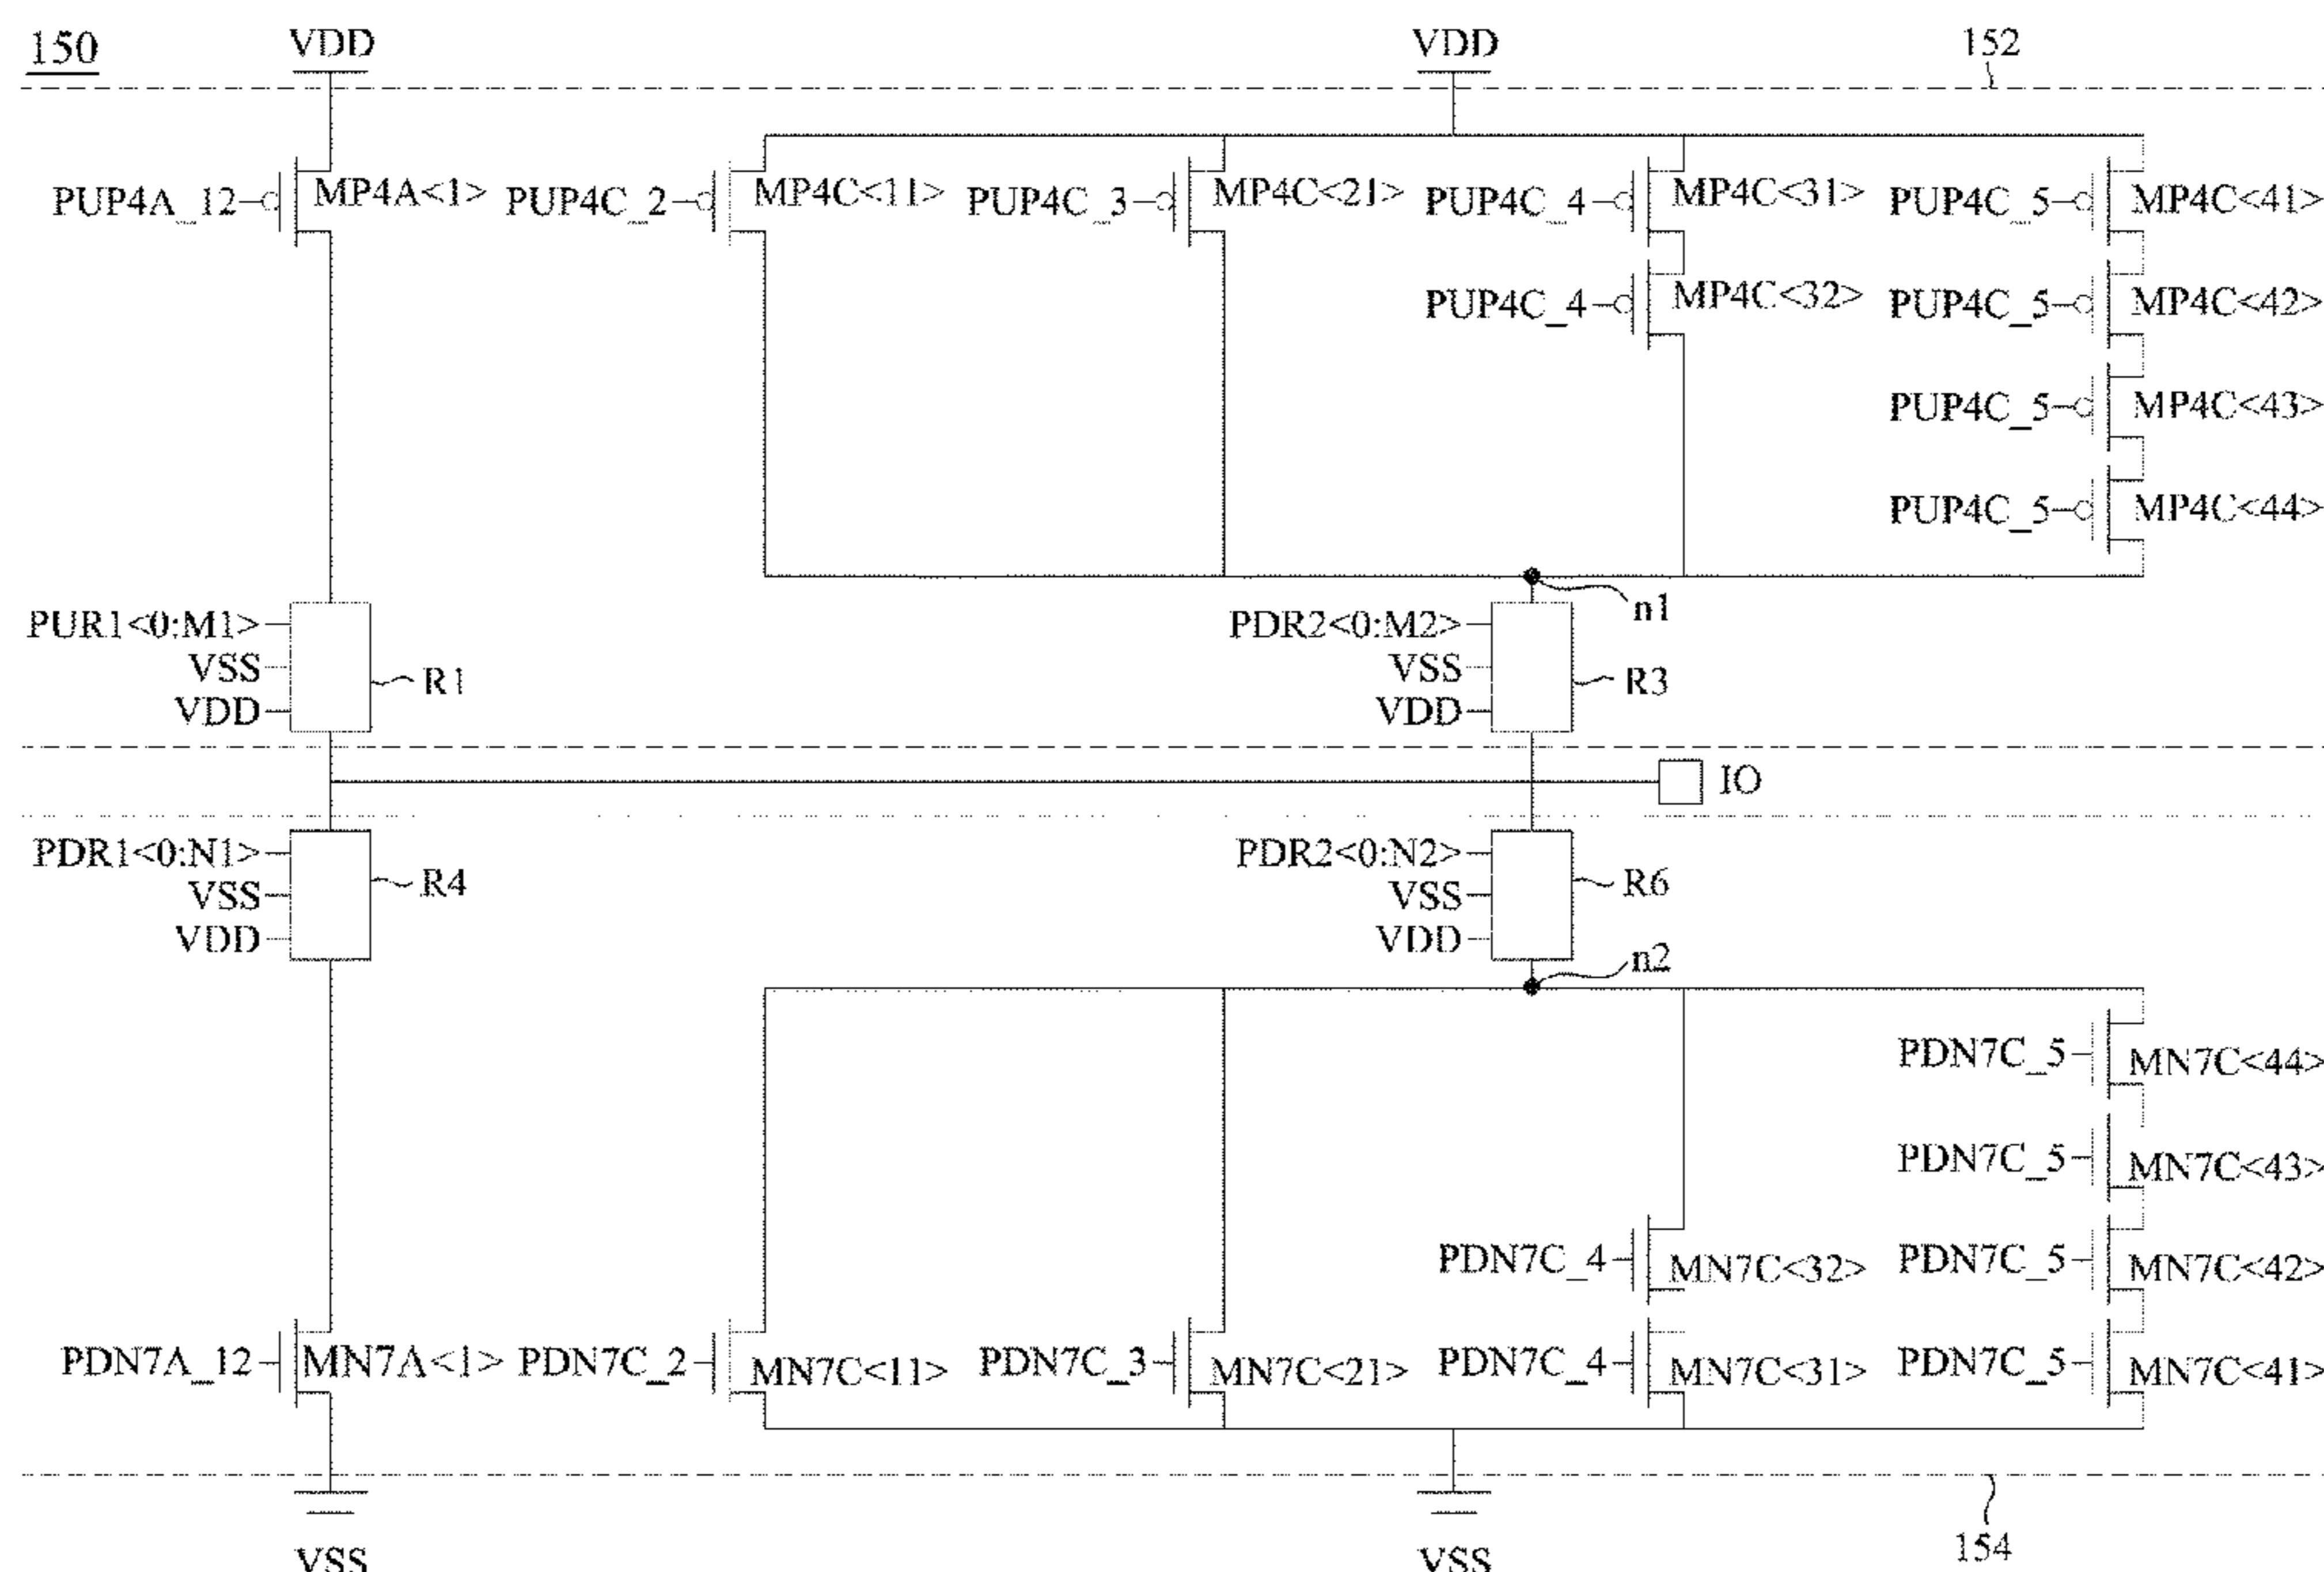 150
VDD
VDD
152
PUP4A_12
MP4A<1>
PUP4C_2
MP4C<11>
PUP4C_3
MP4C<21>
PUP4C_4
MP4C<31>
PUP4C_5
MP4C<41>
PUP4C_4
MP4C<32>
PUP4C_5
MP4C<42>
PUP4C_5
MP4C<43>
PUP4C_5
MP4C<44>
n1
PUR1<0:M1>
VSS
VDD
R1
PDR2<0:M2>
VSS
VDD
R3
IO
PDR1<0:N1>
VSS
VDD
R4
PDR2<0:N2>
VSS
VDD
R6
n2
PDN7C_5
MN7C<44>
PDN7C_5
MN7C<43>
PDN7C_4
MN7C<32>
PDN7C_5
MN7C<42>
PDN7A_12
MN7A<1>
PDN7C_2
MN7C<11>
PDN7C_3
MN7C<21>
PDN7C_4
MN7C<31>
PDN7C_5
MN7C<41>
VSS
VSS
154